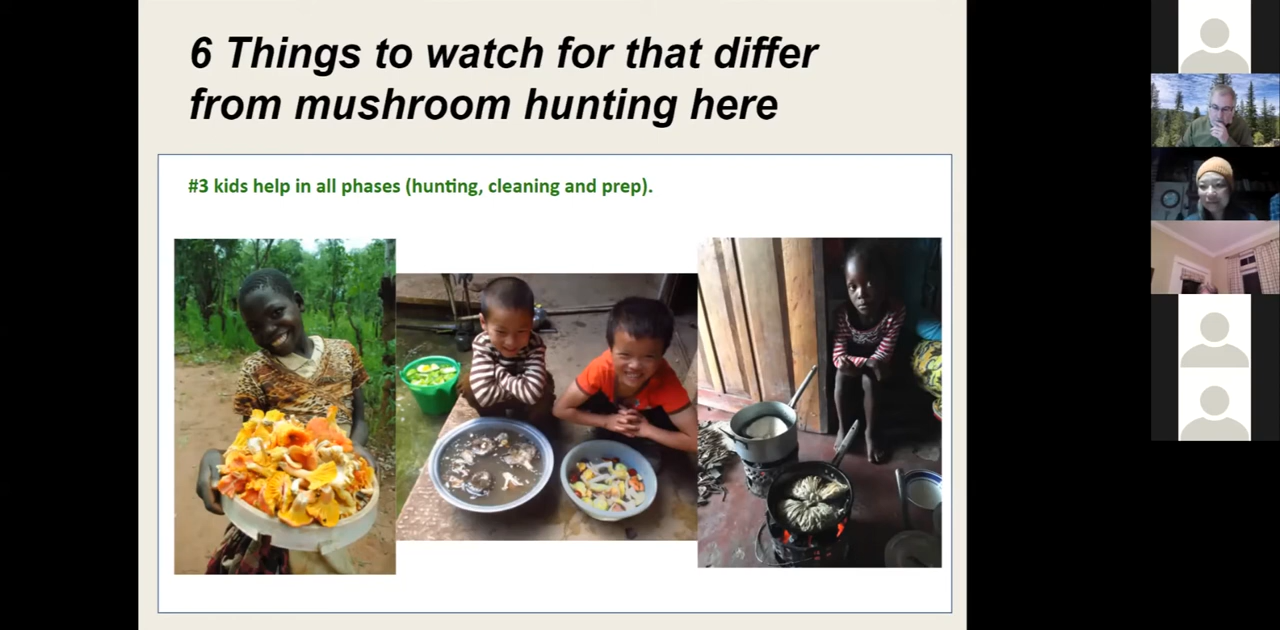 6 Things to watch for that differ
from mushroom hunting here
#3 kids help in all phases (hunting, cleaning and prep).